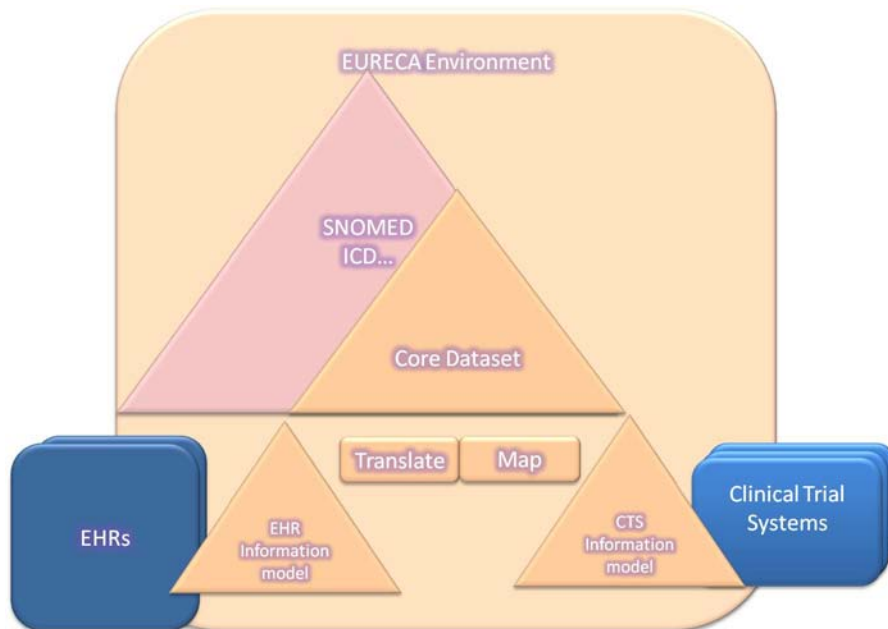 EURECA Environment
SNOMED
ICD...
Core Dataset
Translate
Map
EHRs
EHR
Information
model
CTS
Information
model
Clinical Trial
Systems